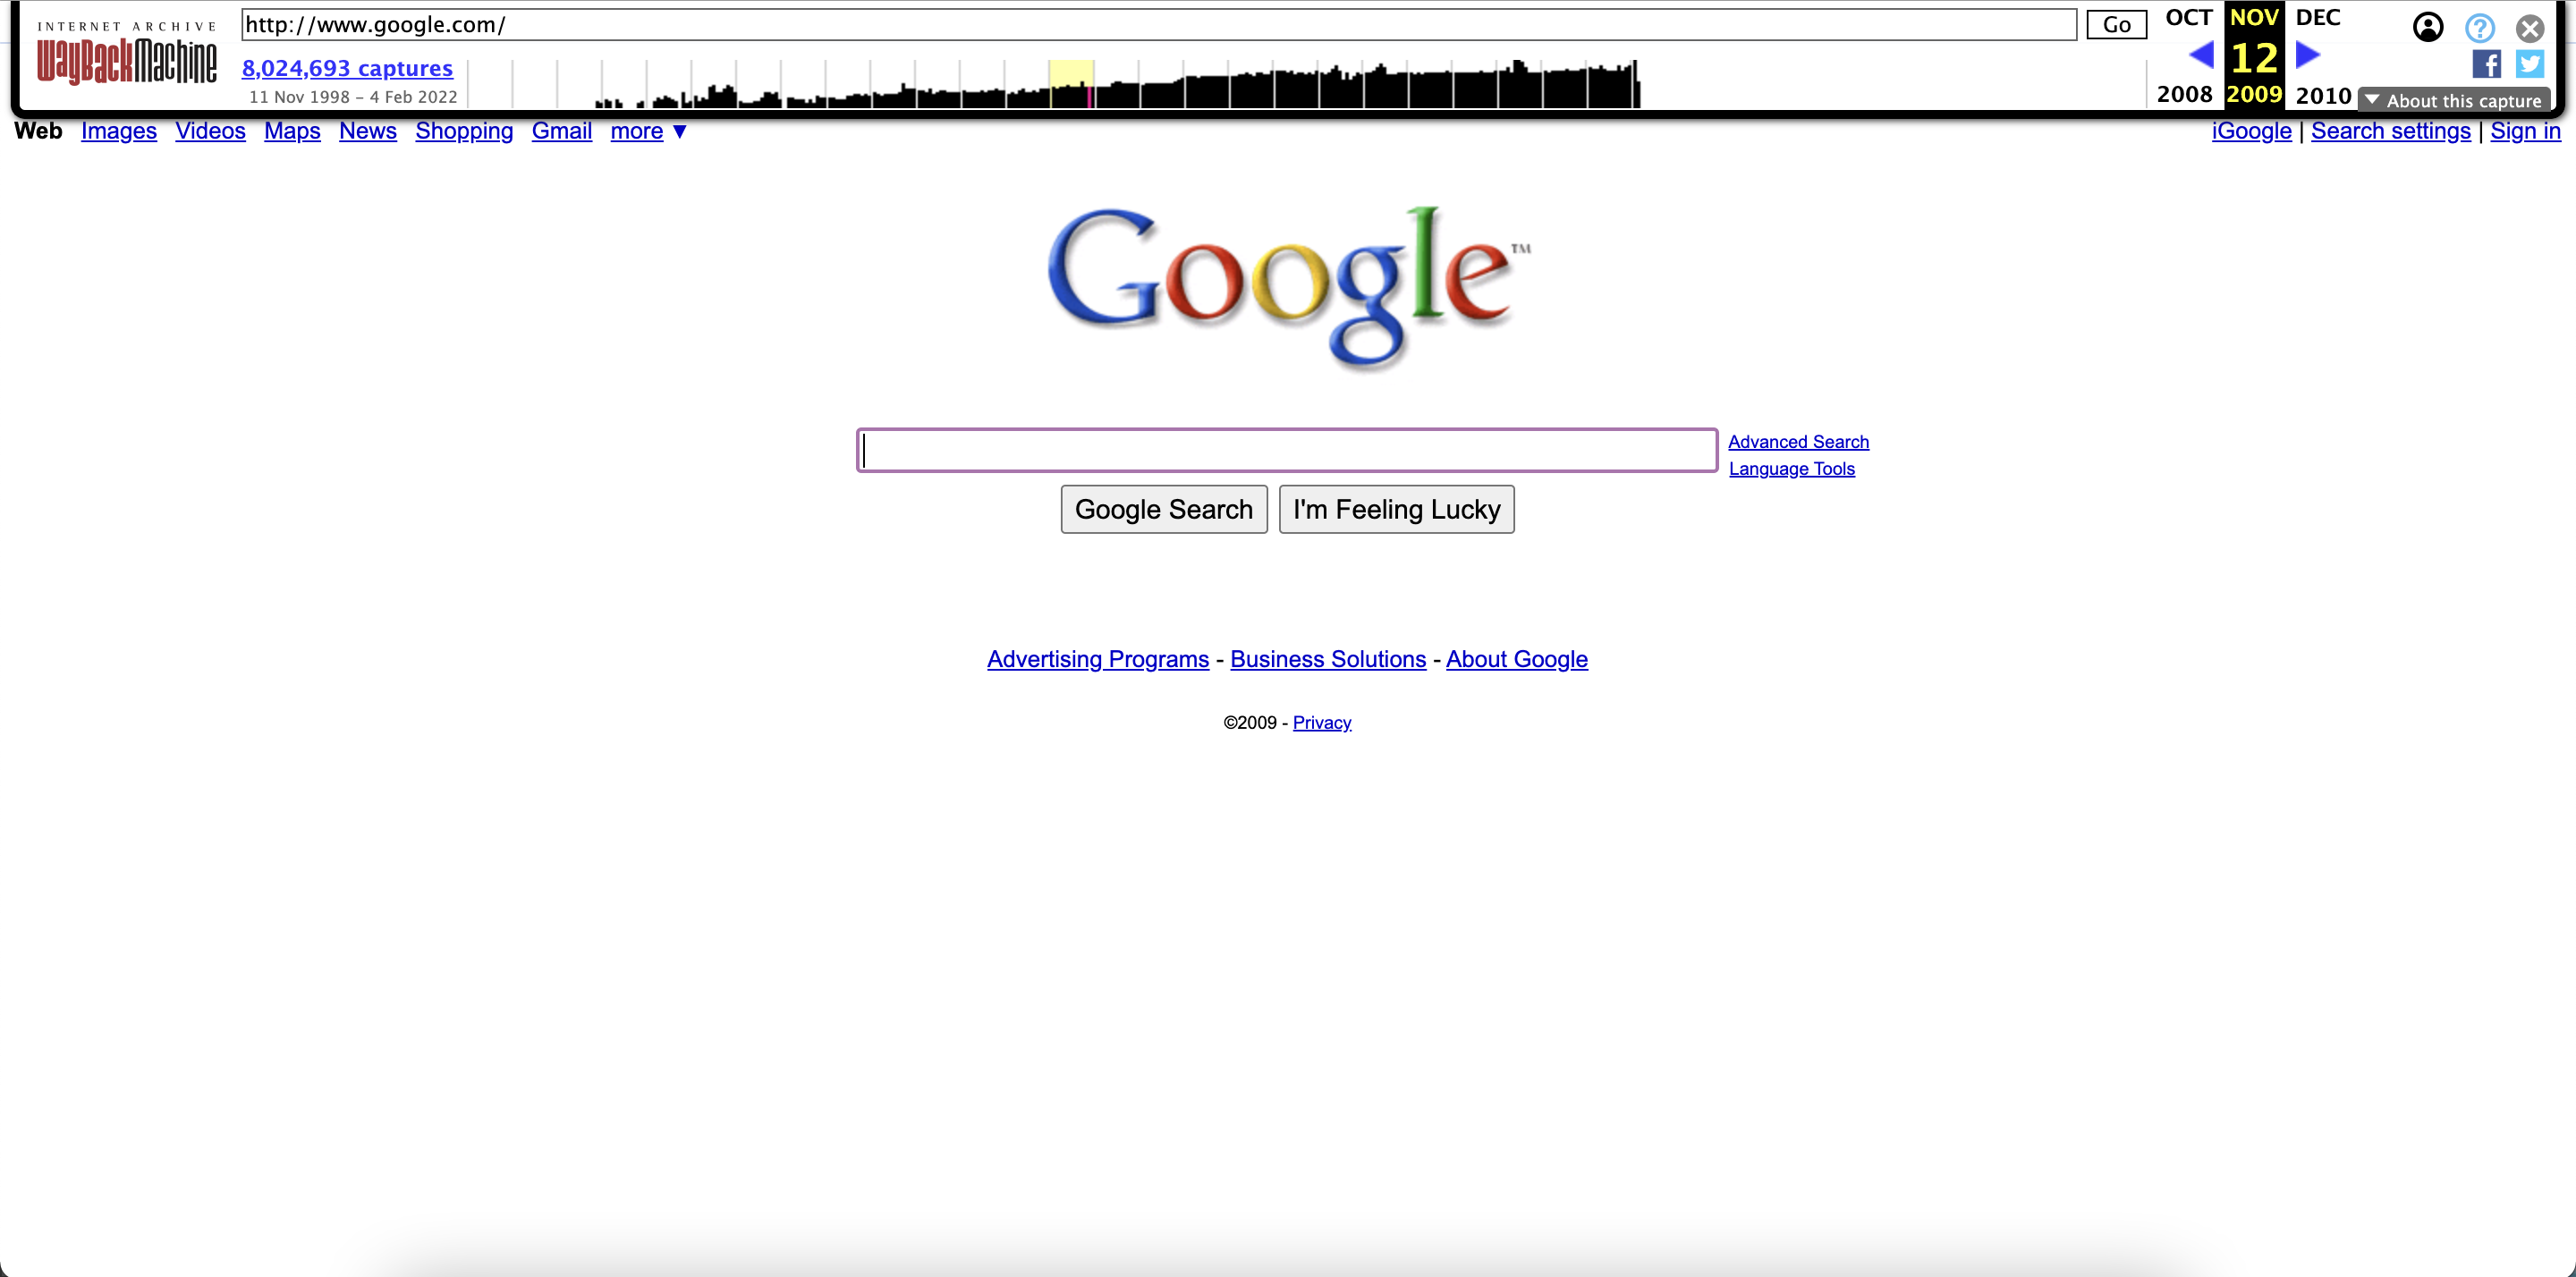 INTERNET ARCHIVE
WayBackMachine
http://www.google.com/
Go
8,024,693 captures
11 Nov 1998 – 4 Feb 2022
OCT NOV DEC
12
2008 2009 2010
▼ About this capture
Web Images Videos Maps News Shopping Gmail more ▼
iGoogle | Search settings | Sign in
Google™
Advanced Search
Language Tools
Google Search I'm Feeling Lucky
Advertising Programs - Business Solutions - About Google
©2009 - Privacy